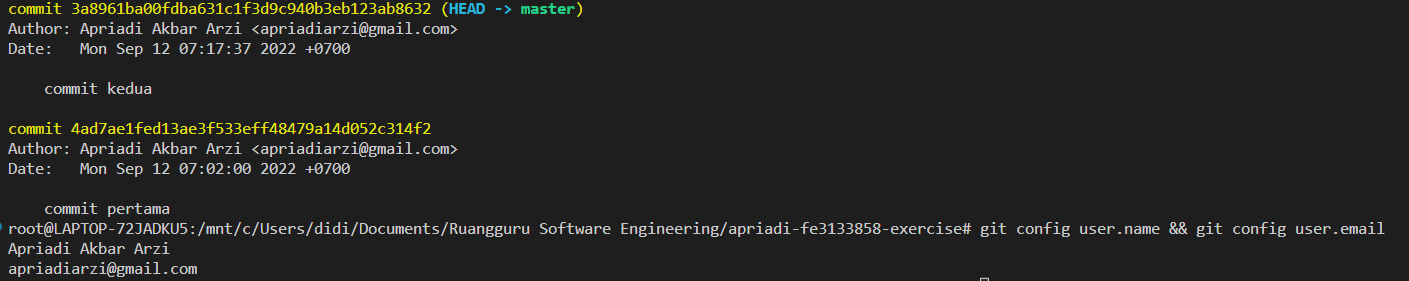 commit 3a8961ba00fdba631c1f3d9c940b3eb123ab8632 (HEAD -> master)
Author: Apriadi Akbar Arzi <apriadiarzi@gmail.com>
Date:   Mon Sep 12 07:17:37 2022 +0700
commit kedua
commit 4ad7ae1fed13ae3f533eff48479a14d052c314f2
Author: Apriadi Akbar Arzi <apriadiarzi@gmail.com>
Date:   Mon Sep 12 07:02:00 2022 +0700
commit pertama
root@LAPTOP-72JADKU5:/mnt/c/Users/didi/Documents/Ruangguru Software Engineering/apriadi-fe3133858-exercise# git config user.name && git config user.email
Apriadi Akbar Arzi
apriadiarzi@gmail.com